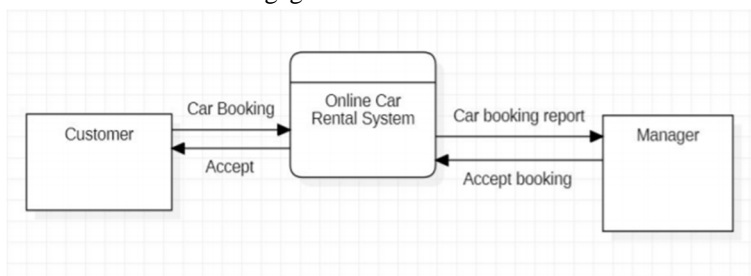 Car Booking
Customer
Accept
Online Car
Rental System
Car booking report
Accept booking
Manager